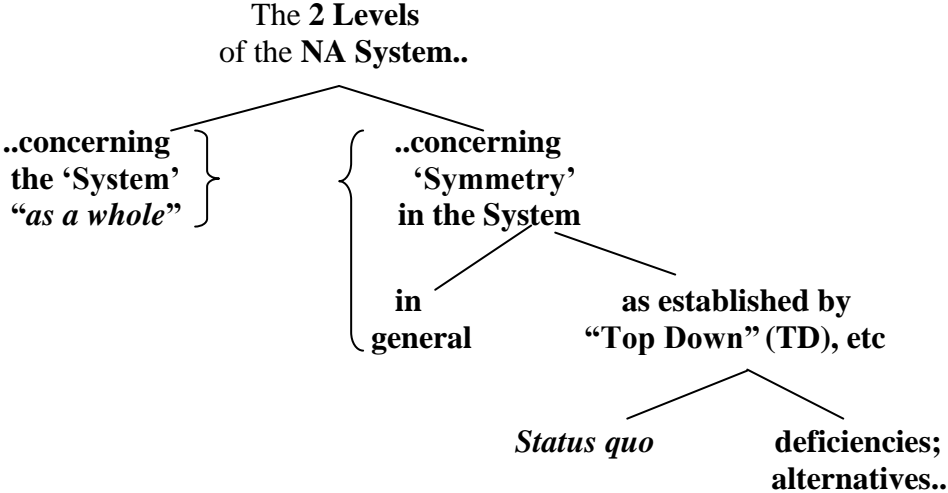 The 2 Levels
of the NA System..
..concerning
the ‘System’
“as a whole”
..concerning
‘Symmetry’
in the System
in
general
as established by
“Top Down” (TD), etc
Status quo
deficiencies;
alternatives..